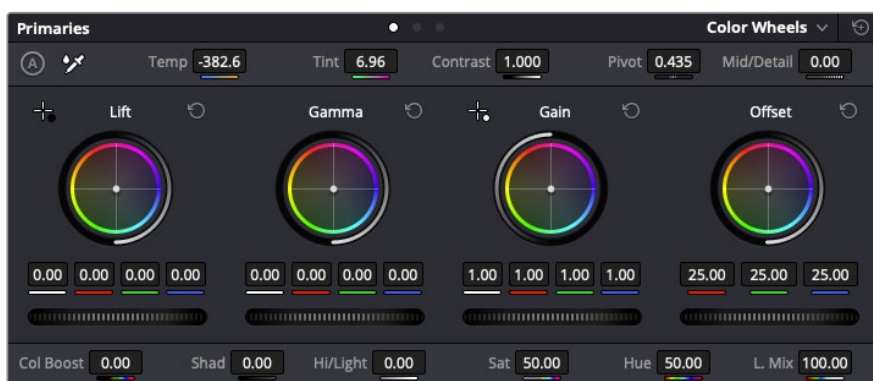 Primaries Color Wheels
A Temp -382.6 Tint 6.96 Contrast 1.000 Pivot 0.435 Mid/Detail 0.00
Lift Gamma Gain Offset
0.00 0.00 0.00 0.00 0.00 0.00 0.00 0.00 1.00 1.00 1.00 1.00 25.00 25.00 25.00
Col Boost 0.00 Shad 0.00 Hi/Light 0.00 Sat 50.00 Hue 50.00 L. Mix 100.00